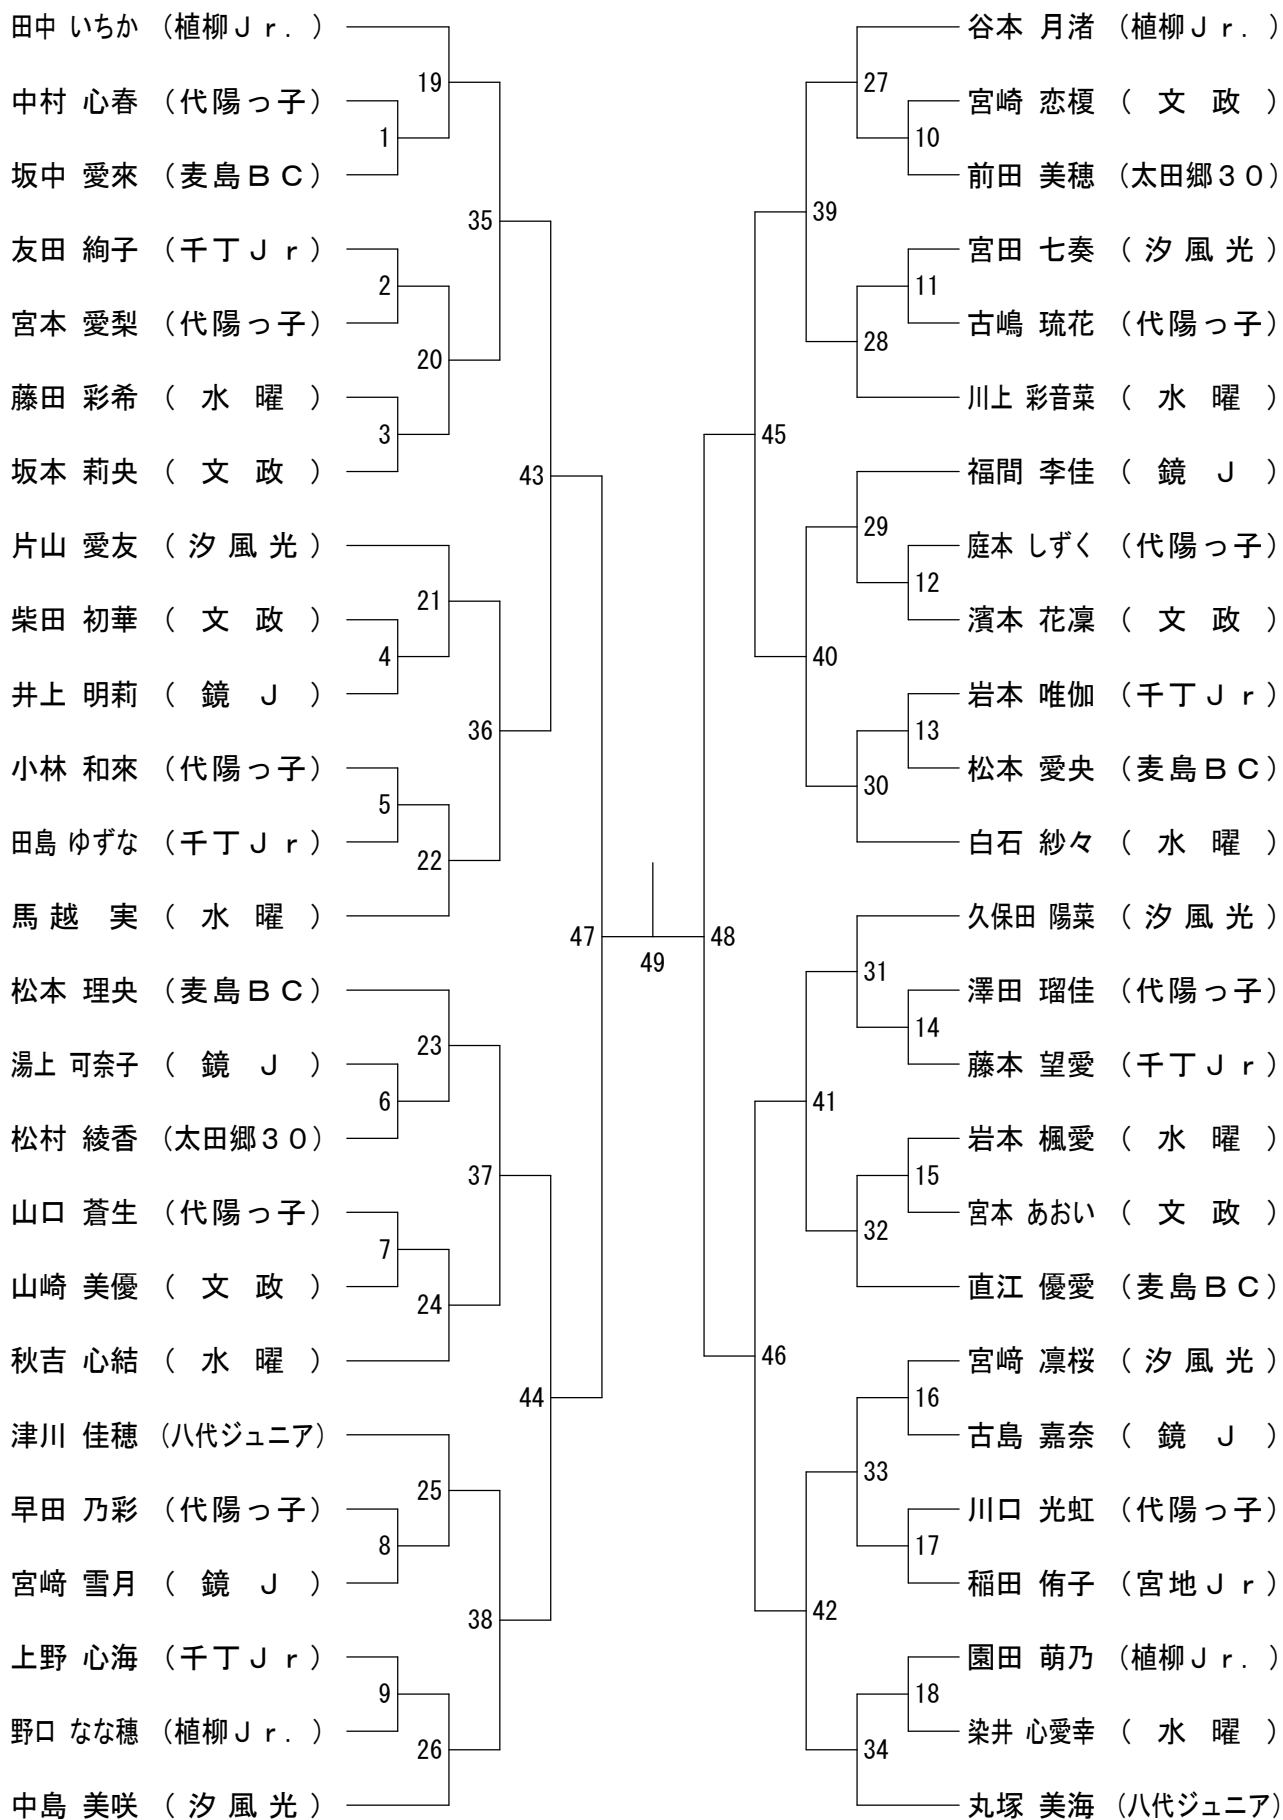 田中 いちか （植柳Ｊｒ．）
中村 心春 （代陽っ子）
坂中 愛來 （麦島ＢＣ）
友田 絢子 （千丁Ｊｒ）
宮本 愛梨 （代陽っ子）
藤田 彩希 （水曜）
坂本 莉央 （文政）
片山 愛友 （汐風光）
柴田 初華 （文政）
井上 明莉 （鏡Ｊ）
小林 和來 （代陽っ子）
田島 ゆずな （千丁Ｊｒ）
馬越 実 （水曜）
松本 理央 （麦島ＢＣ）
湯上 可奈子 （鏡Ｊ）
松村 綾香 （太田郷３０）
山口 蒼生 （代陽っ子）
山崎 美優 （文政）
秋吉 心結 （水曜）
津川 佳穂 （八代ジュニア）
早田 乃彩 （代陽っ子）
宮﨑 雪月 （鏡Ｊ）
上野 心海 （千丁Ｊｒ）
野口 なな穂 （植柳Ｊｒ．）
中島 美咲 （汐風光）
1
2
3
4
5
6
7
8
9
19
20
21
22
23
24
25
26
35
36
37
38
43
44
47
49
48
45
46
39
40
41
42
27
28
29
30
31
32
33
34
10
11
12
13
14
15
16
17
18
谷本 月渚 （植柳Ｊｒ．）
宮崎 恋榎 （文政）
前田 美穂 （太田郷３０）
宮田 七奏 （汐風光）
古嶋 琉花 （代陽っ子）
川上 彩音菜 （水曜）
福間 李佳 （鏡Ｊ）
庭本 しずく （代陽っ子）
濱本 花凜 （文政）
岩本 唯伽 （千丁Ｊｒ）
松本 愛央 （麦島ＢＣ）
白石 紗々 （水曜）
久保田 陽菜 （汐風光）
澤田 瑠佳 （代陽っ子）
藤本 望愛 （千丁Ｊｒ）
岩本 楓愛 （水曜）
宮本 あおい （文政）
直江 優愛 （麦島ＢＣ）
宮﨑 凛桜 （汐風光）
古島 嘉奈 （鏡Ｊ）
川口 光虹 （代陽っ子）
稲田 侑子 （宮地Ｊｒ）
園田 萌乃 （植柳Ｊｒ．）
染井 心愛幸 （水曜）
丸塚 美海 （八代ジュニア）